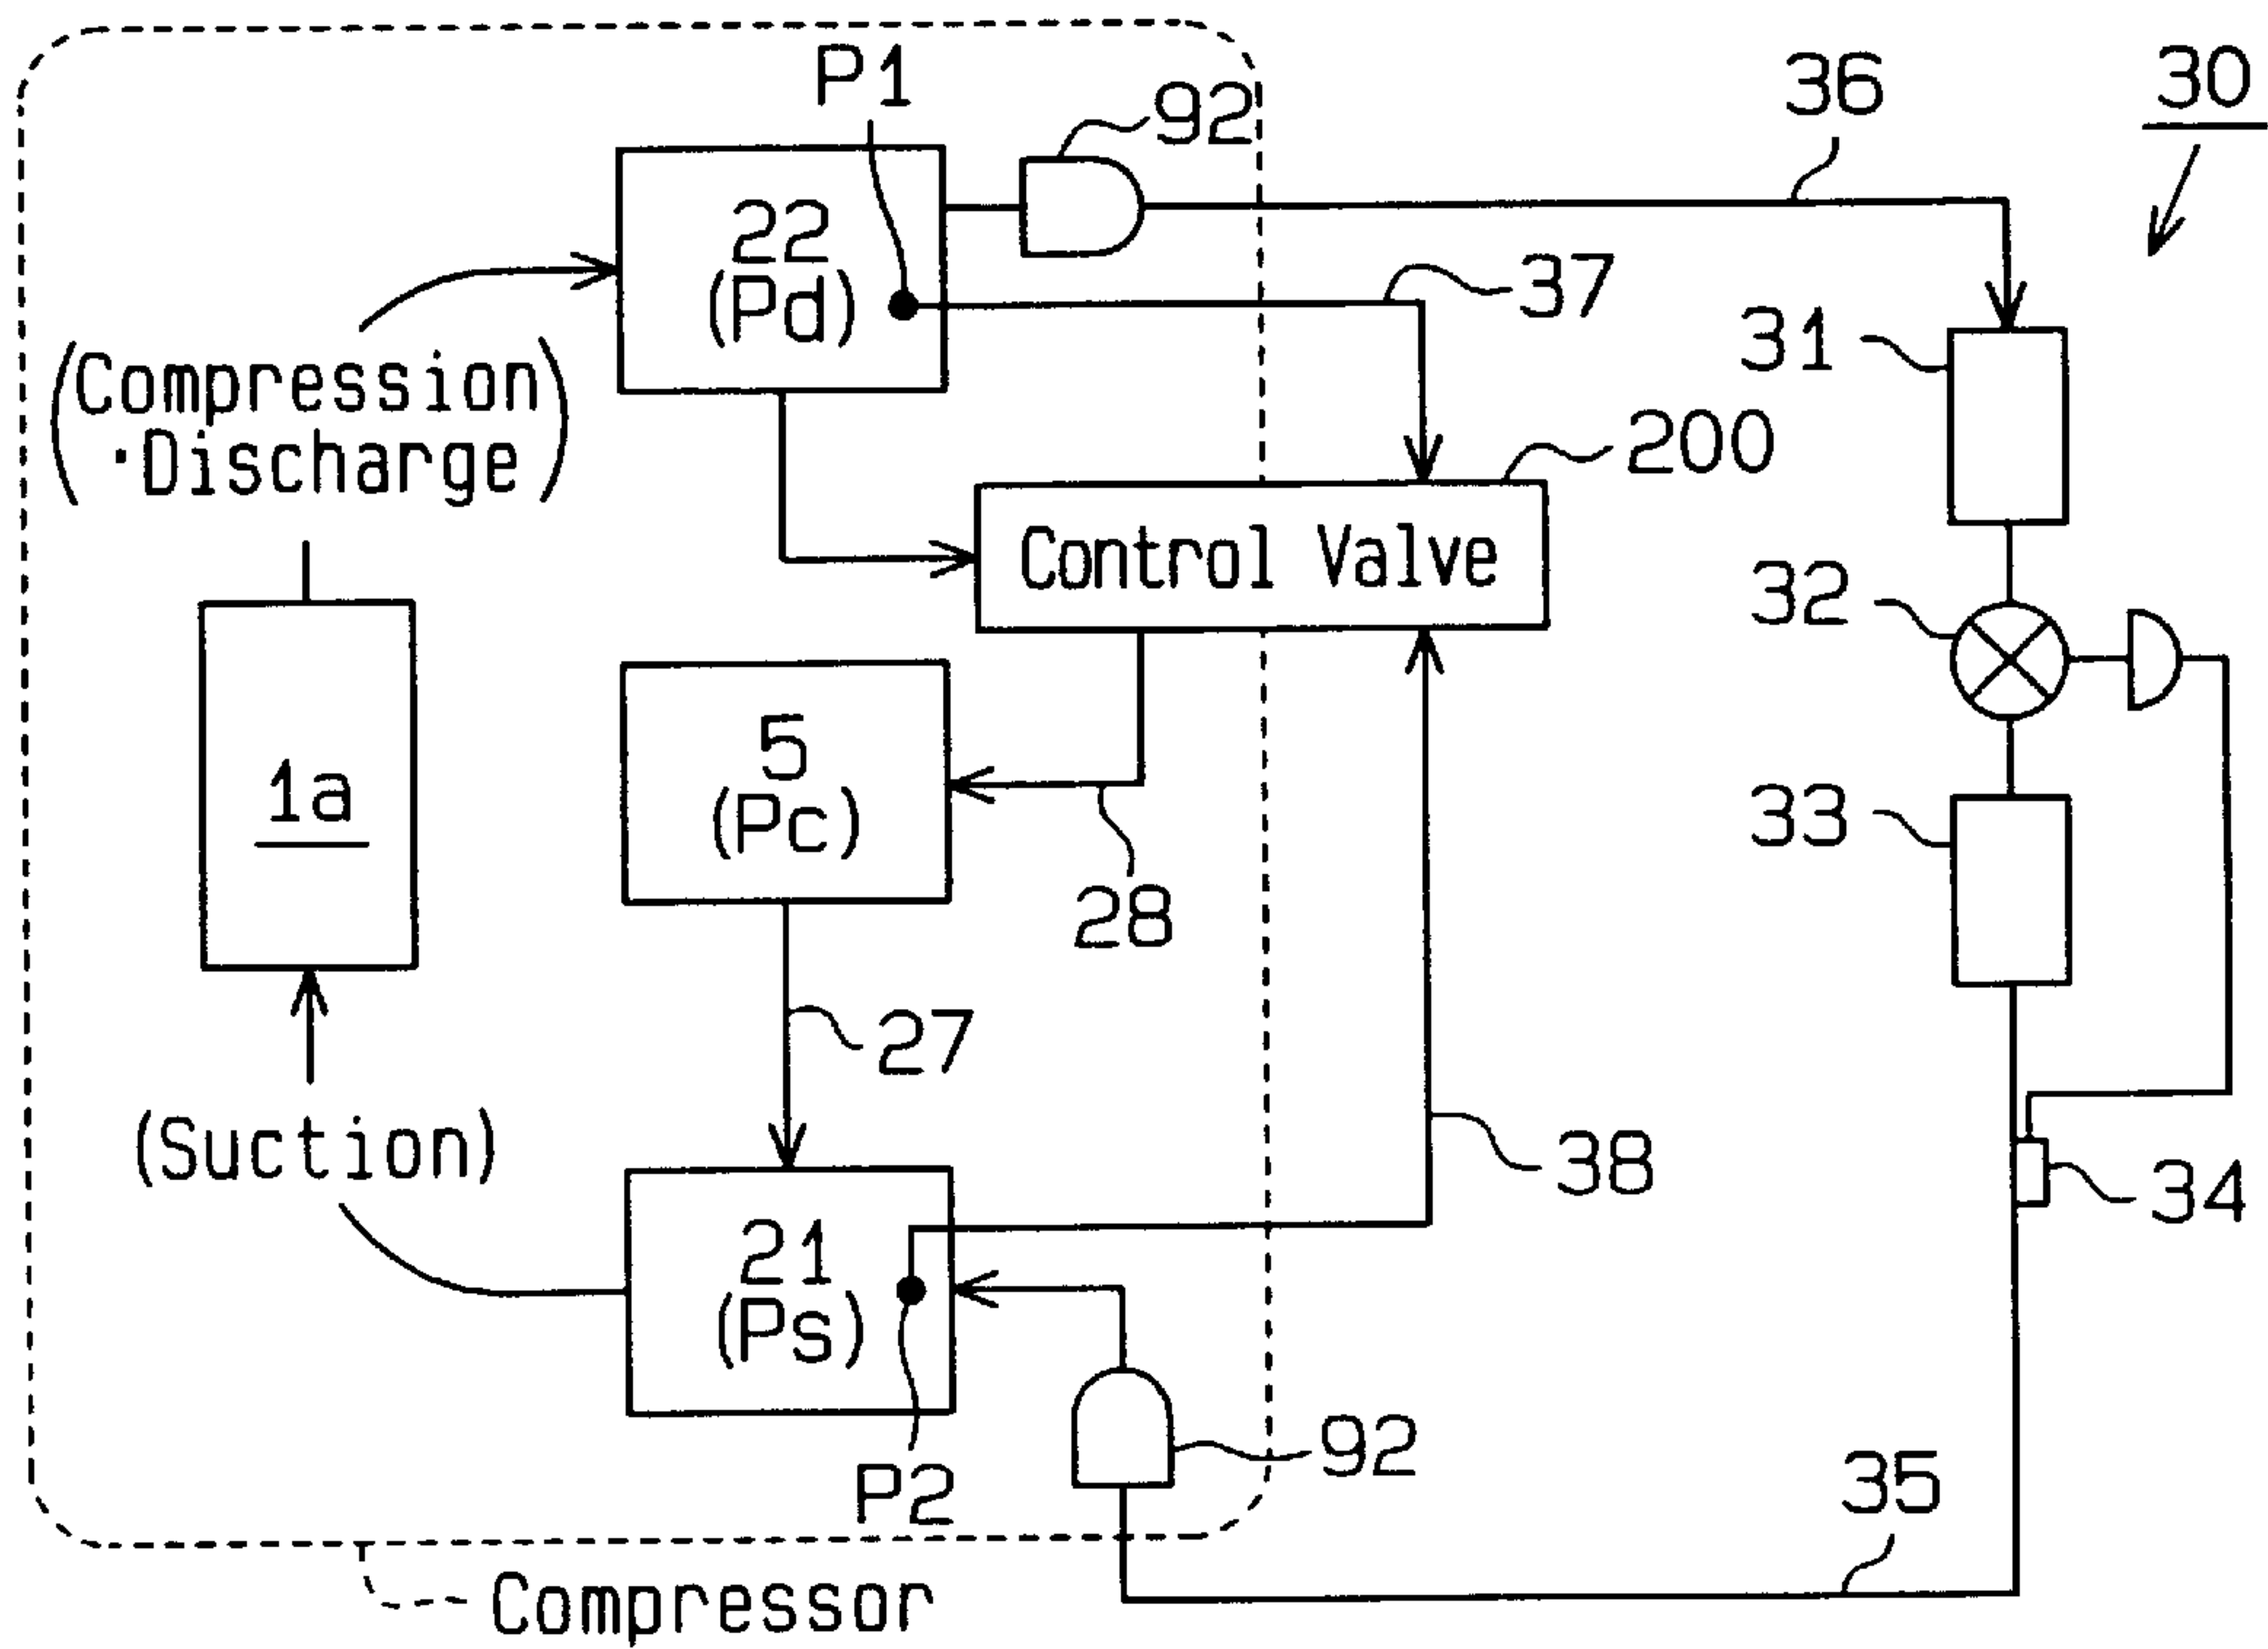 P1
92
36
30
22
(Pd)
37
31
(Compression
·Discharge)
200
Control Valve
32
1a
5
(Pc)
33
28
27
(Suction)
38
34
21
(Ps)
92
P2
35
Compressor